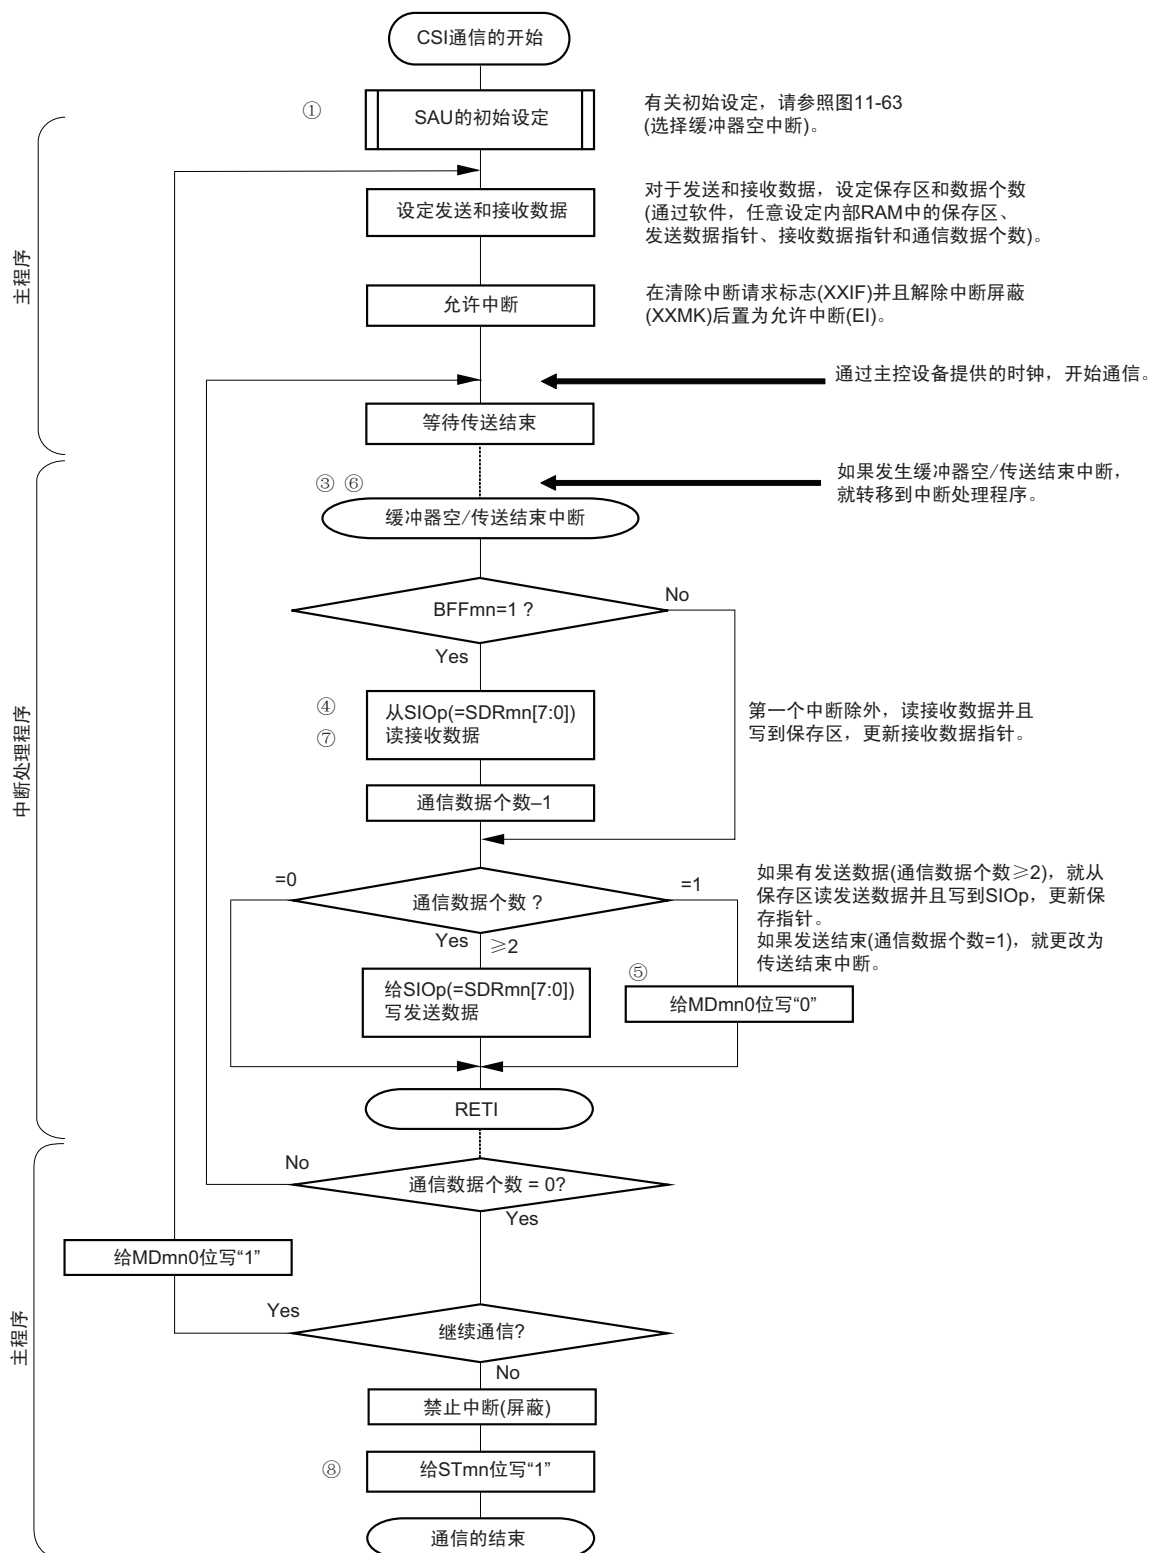 CSI通信的开始
①
SAU的初始设定
有关初始设定，请参照图11-63
(选择缓冲器空中断)。
设定发送和接收数据
对于发送和接收数据，设定保存区和数据个数
(通过软件，任意设定内部RAM中的保存区、
发送数据指针、接收数据指针和通信数据个数)。
主程序
允许中断
在清除中断请求标志(XXIF)并且解除中断屏蔽
(XXMK)后置为允许中断(EI)。
通过主控设备提供的时钟，开始通信。
等待传送结束
如果发生缓冲器空/传送结束中断，
就转移到中断处理程序。
③ ⑥
缓冲器空/传送结束中断
BFFmn=1？
No
Yes
④
⑦
从SIOp(=SDRmn[7:0])
读接收数据
第一个中断除外，读接收数据并且
写到保存区，更新接收数据指针。
中断处理程序
通信数据个数–1
=0
通信数据个数？
=1
Yes
≥2
如果有发送数据(通信数据个数≥2)，就从
保存区读发送数据并且写到SIOp，更新保
存指针。
如果发送结束(通信数据个数=1)，就更改为
传送结束中断。
给SIOp(=SDRmn[7:0])
写发送数据
⑤
给MDmn0位写“0”
RETI
No
通信数据个数 = 0?
Yes
给MDmn0位写“1”
Yes
继续通信?
No
主程序
禁止中断(屏蔽)
⑧
给STmn位写“1”
通信的结束